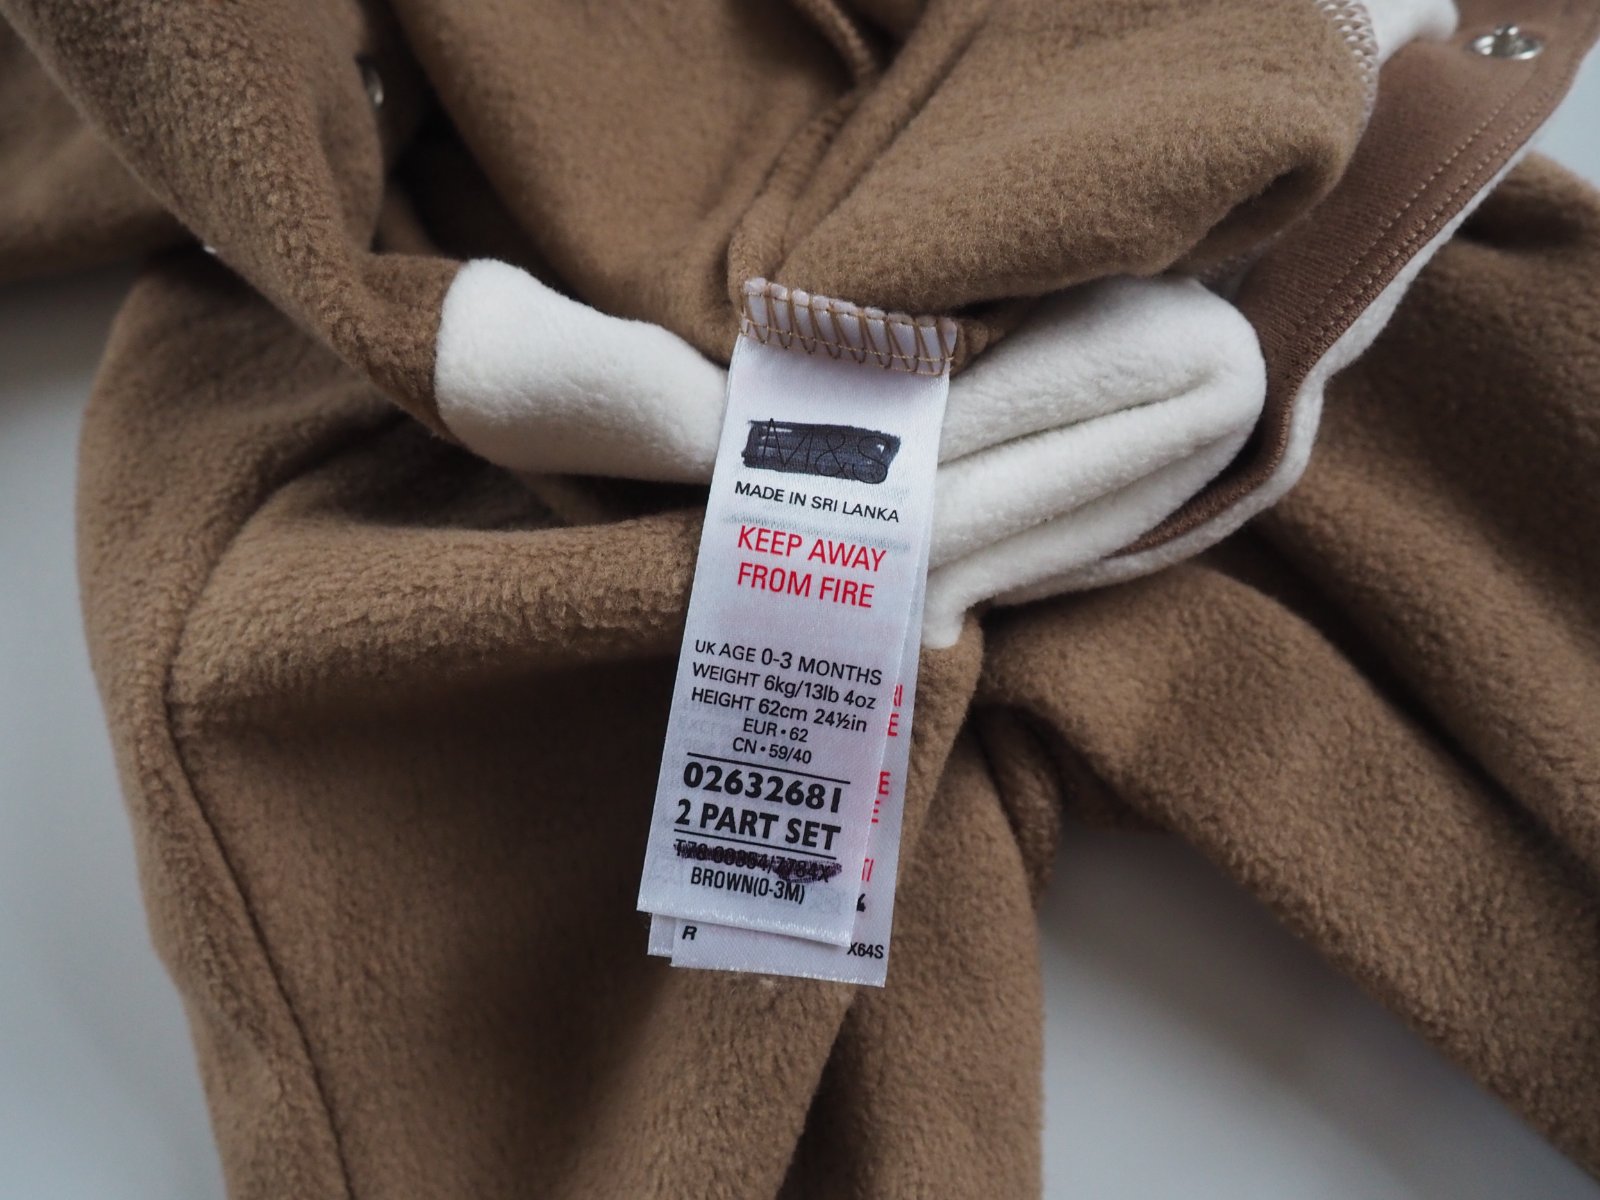 M&S
MADE IN SRI LANKA
KEEP AWAY
FROM FIRE
UK AGE 0-3 MONTHS
WEIGHT 6kg/13lb 4oz
HEIGHT 62cm 24½in
EUR • 62
CN • 59/40
02632681
2 PART SET
BROWN(0-3M)
R
X64S